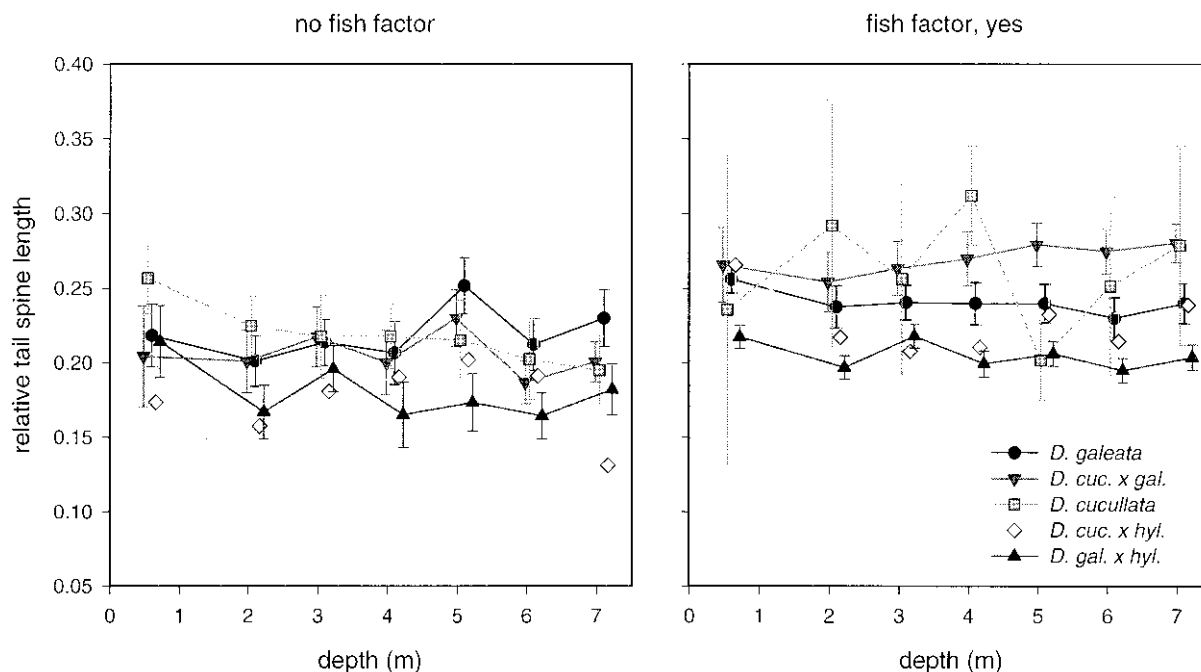 no fish factor
fish factor, yes
relative tail spine length
0.40
0.35
0.30
0.25
0.20
0.15
0.10
0.05
0 1 2 3 4 5 6 7
depth (m)
0 1 2 3 4 5 6 7
depth (m)
D. galeata
D. cuc. x gal.
D. cucullata
D. cuc. x hyl.
D. gal. x hyl.